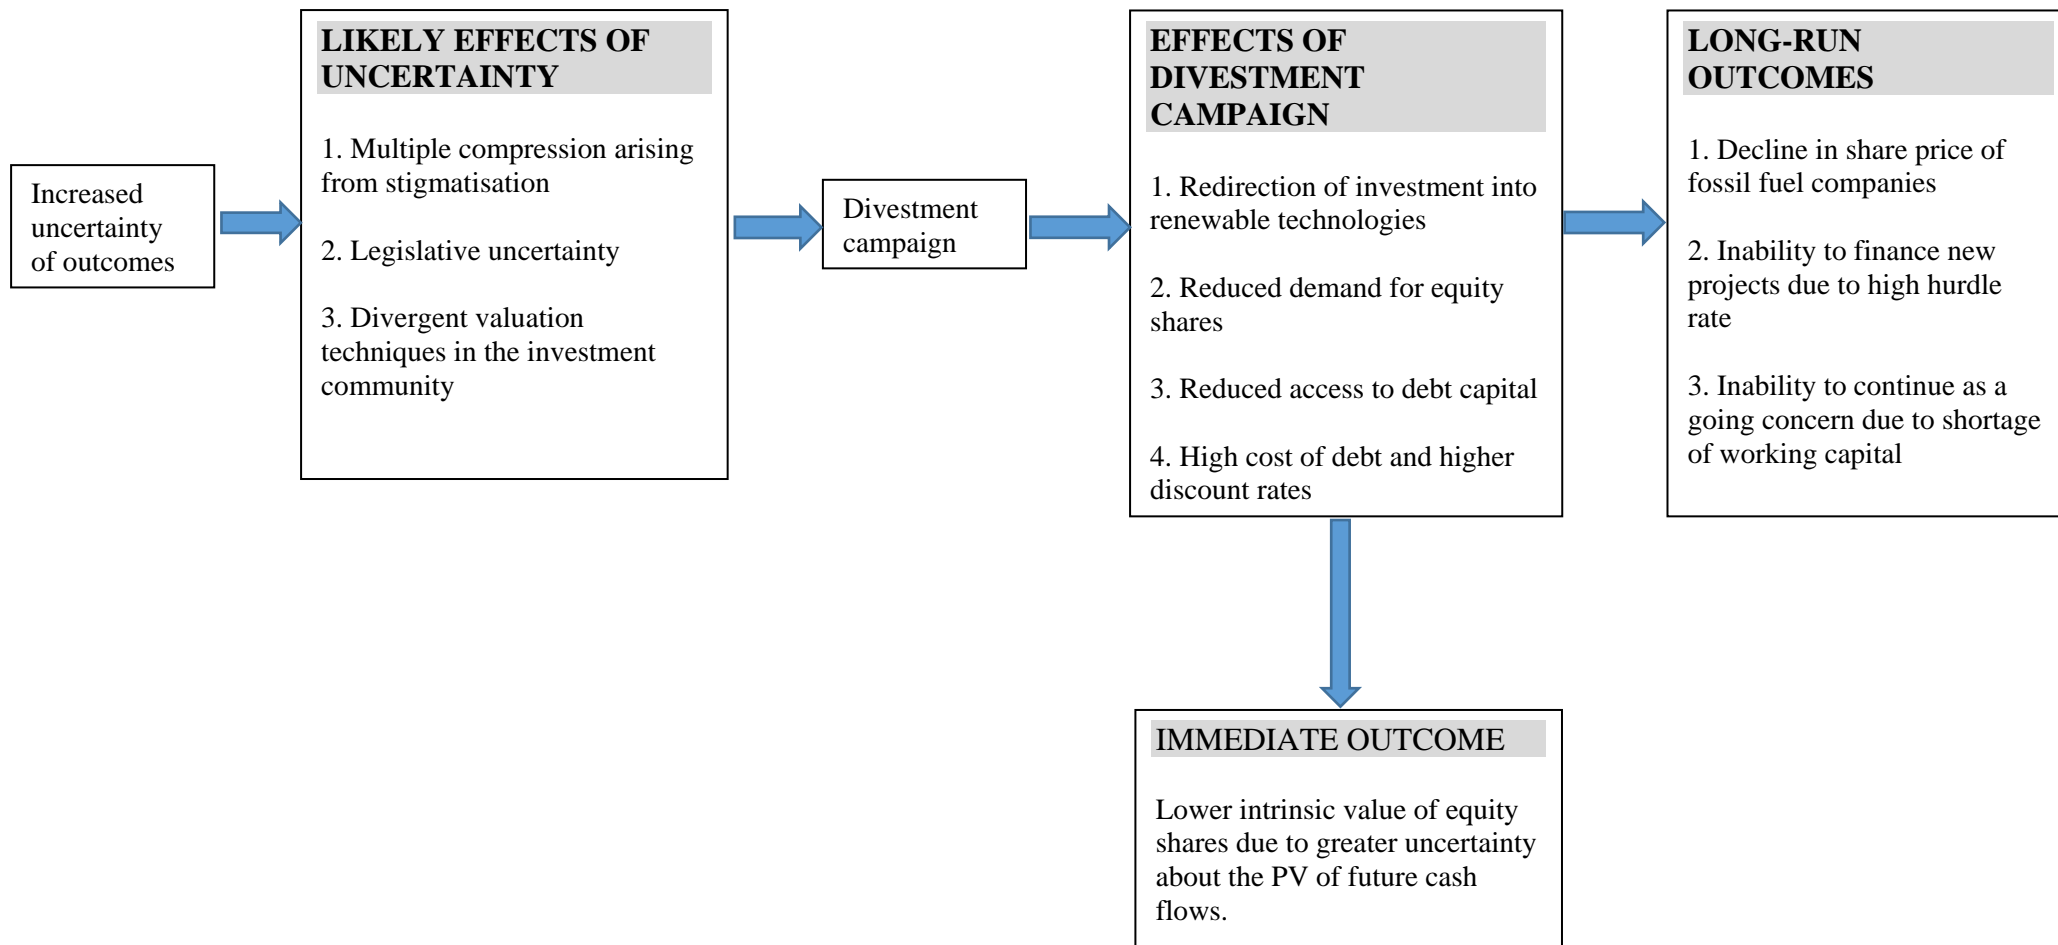 Increased
uncertainty
of outcomes
LIKELY EFFECTS OF
UNCERTAINTY
1. Multiple compression arising
from stigmatisation
2. Legislative uncertainty
3. Divergent valuation
techniques in the investment
community
Divestment
campaign
EFFECTS OF
DIVESTMENT
CAMPAIGN
1. Redirection of investment into
renewable technologies
2. Reduced demand for equity
shares
3. Reduced access to debt capital
4. High cost of debt and higher
discount rates
LONG-RUN
OUTCOMES
1. Decline in share price of
fossil fuel companies
2. Inability to finance new
projects due to high hurdle
rate
3. Inability to continue as a
going concern due to shortage
of working capital
IMMEDIATE OUTCOME
Lower intrinsic value of equity
shares due to greater uncertainty
about the PV of future cash
flows.